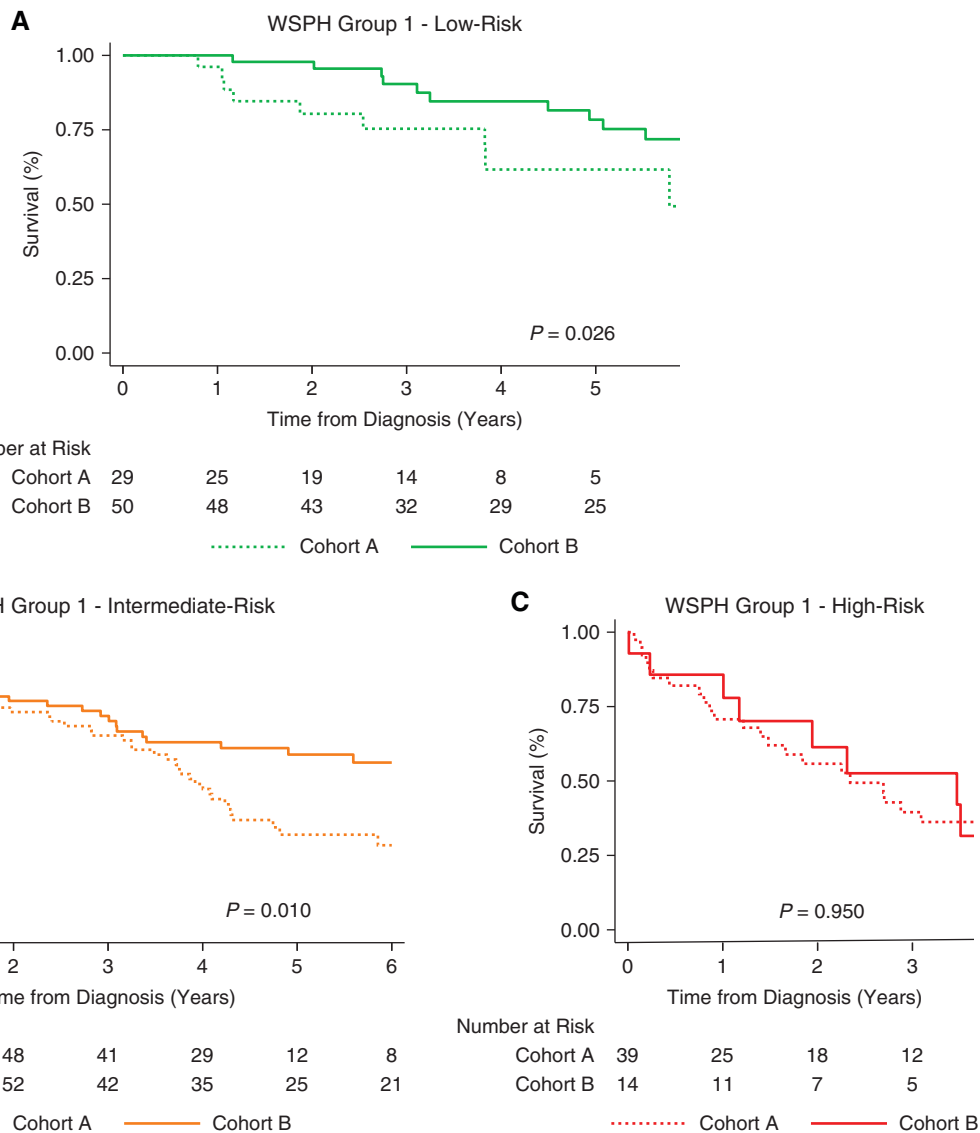 A
WSPH Group 1 - Low-Risk
1.00
0.75
0.50
0.25
0.00
Survival (%)
P = 0.026
0 1 2 3 4 5
Time from Diagnosis (Years)
ber at Risk
Cohort A 29 25 19 14 8 5
Cohort B 50 48 43 32 29 25
Cohort A Cohort B
H Group 1 - Intermediate-Risk
P = 0.010
2 3 4 5 6
me from Diagnosis (Years)
48 41 29 12 8
52 42 35 25 21
Cohort A Cohort B
C
WSPH Group 1 - High-Risk
1.00
0.75
0.50
0.25
0.00
Survival (%)
P = 0.950
0 1 2 3
Time from Diagnosis (Years)
Number at Risk
Cohort A 39 25 18 12
Cohort B 14 11 7 5
Cohort A Cohort B